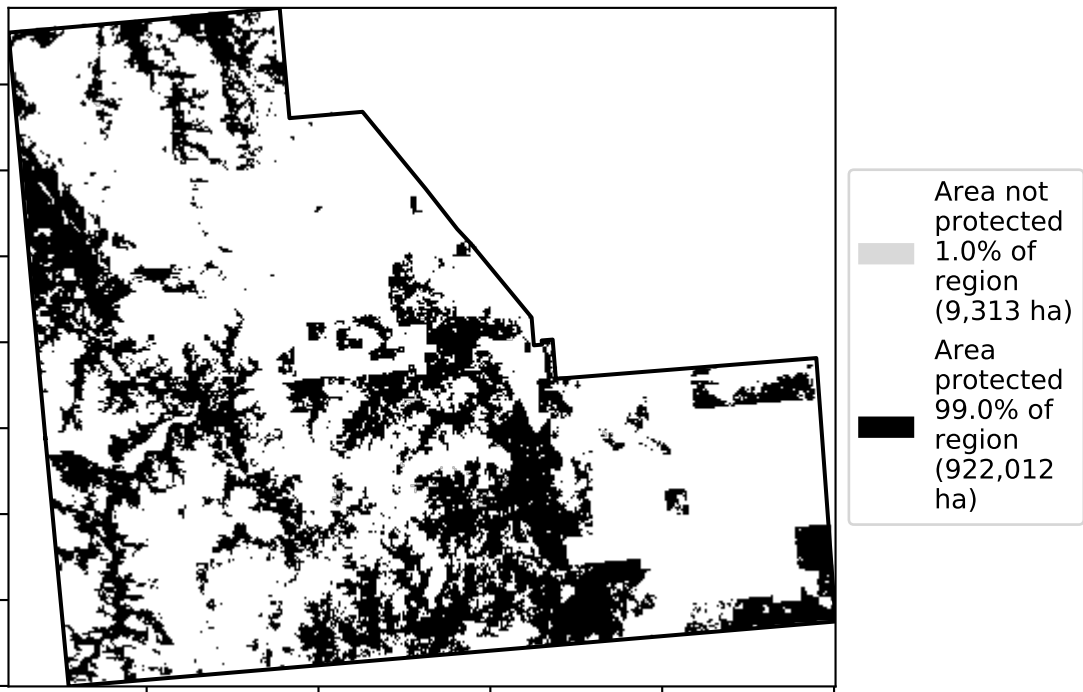 Area not
protected
1.0% of
region
(9,313 ha)
Area
protected
99.0% of
region
(922,012
ha)